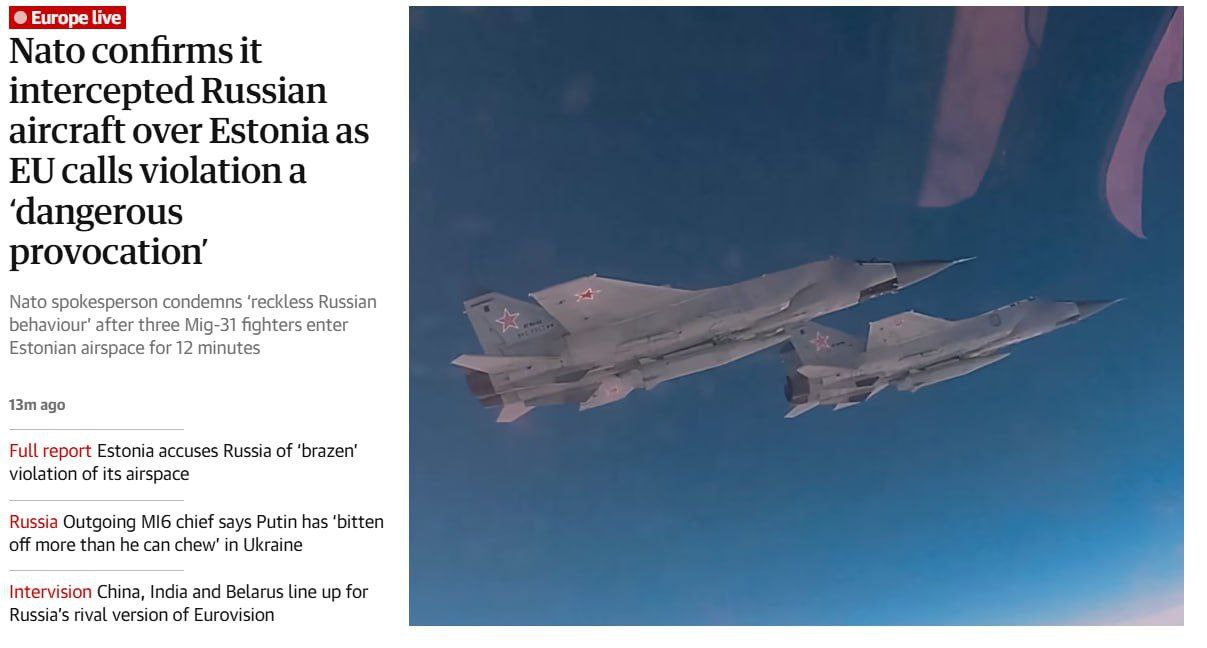 Europe live
Nato confirms it
intercepted Russian
aircraft over Estonia as
EU calls violation a
‘dangerous
provocation’
Nato spokesperson condemns ‘reckless Russian
behaviour’ after three Mig-31 fighters enter
Estonian airspace for 12 minutes
13m ago
Full report Estonia accuses Russia of ‘brazen’
violation of its airspace
Russia Outgoing MI6 chief says Putin has ‘bitten
off more than he can chew’ in Ukraine
Intervision China, India and Belarus line up for
Russia’s rival version of Eurovision